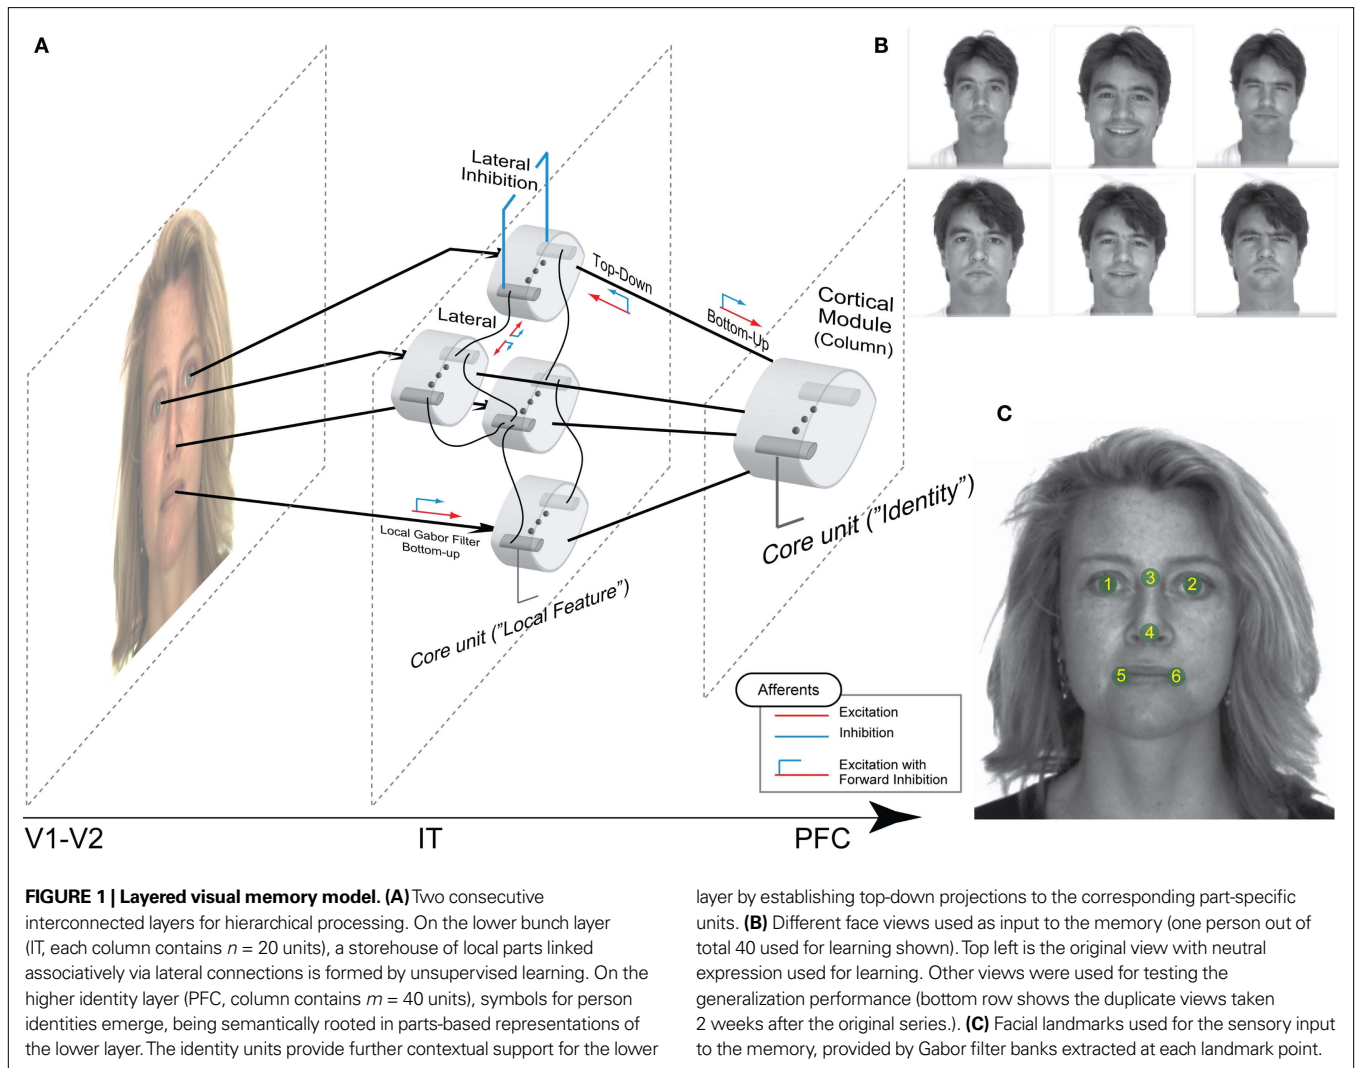 A
B
Lateral
Inhibition
Top-Down
Bottom-Up
Cortical
Module
(Column)
Lateral
C
Local Gabor Filter
Bottom-up
Core unit ("Identity")
Core unit ("Local Feature")
1
3
2
4
5
6
Afferents
Excitation
Inhibition
Excitation with
Forward Inhibition
V1-V2
IT
PFC
FIGURE 1 | Layered visual memory model. (A) Two consecutive
interconnected layers for hierarchical processing. On the lower bunch layer
(IT, each column contains n = 20 units), a storehouse of local parts linked
associatively via lateral connections is formed by unsupervised learning. On the
higher identity layer (PFC, column contains m = 40 units), symbols for person
identities emerge, being semantically rooted in parts-based representations of
the lower layer. The identity units provide further contextual support for the lower
layer by establishing top-down projections to the corresponding part-specific
units. (B) Different face views used as input to the memory (one person out of
total 40 used for learning shown). Top left is the original view with neutral
expression used for learning. Other views were used for testing the
generalization performance (bottom row shows the duplicate views taken
2 weeks after the original series.). (C) Facial landmarks used for the sensory input
to the memory, provided by Gabor filter banks extracted at each landmark point.